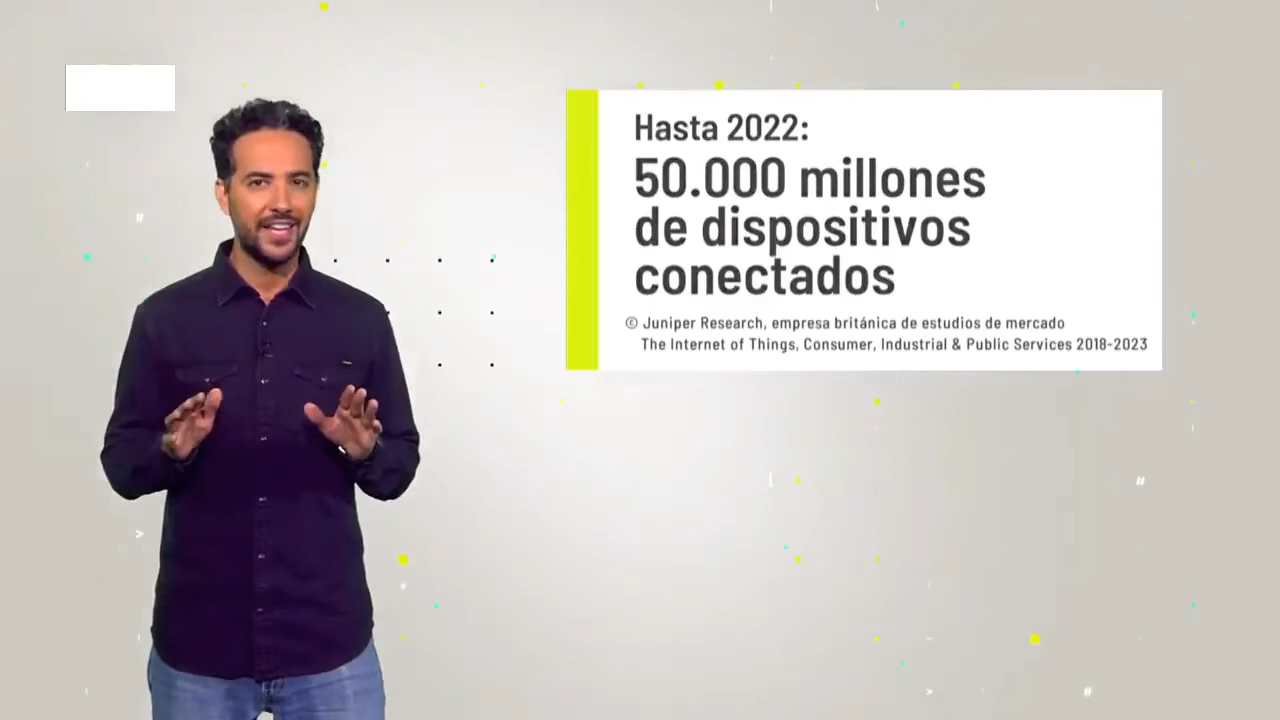 Hasta 2022:
50.000 millones
de dispositivos
conectados
© Juniper Research, empresa británica de estudios de mercado
The Internet of Things, Consumer, Industrial & Public Services 2018-2023